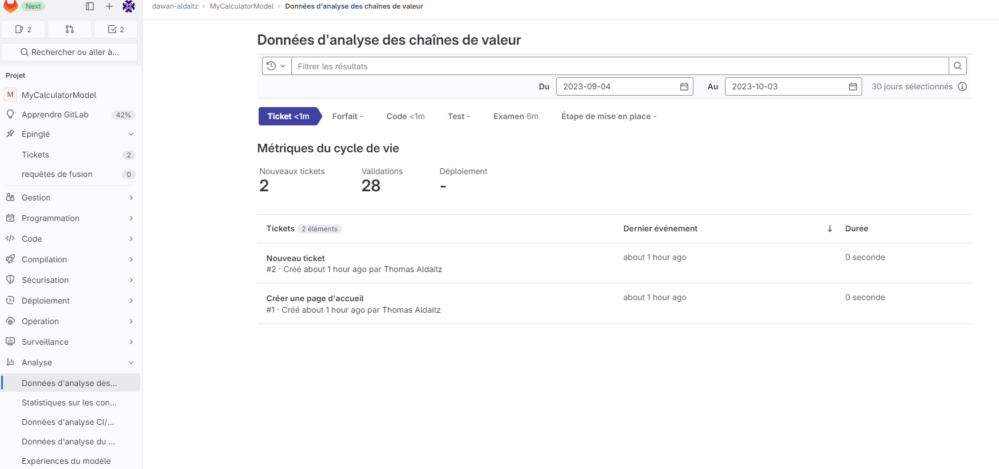 Next
dawan-aldaitz › MyCalculatorModel › Données d'analyse des chaînes de valeur
2
2
Rechercher ou aller à...
Projet
M MyCalculatorModel
Apprendre GitLab 42%
Épinglé
Tickets 2
requêtes de fusion 0
Gestion
Programmation
Code
Compilation
Sécurisation
Déploiement
Opération
Surveillance
Analyse
Données d'analyse des...
Statistiques sur les con...
Données d'analyse CI/...
Données d'analyse du ...
Expériences du modèle
Données d'analyse des chaînes de valeur
Filtrer les résultats
Du 2023-09-04 Au 2023-10-03 30 jours sélectionnés
Ticket <1m Forfait - Code <1m Test - Examen 6m Étape de mise en place -
Métriques du cycle de vie
Nouveaux tickets Validations Déploiement
2 28 -
Tickets 2 éléments Dernier événement Durée
Nouveau ticket about 1 hour ago 0 seconde
#2 · Créé about 1 hour ago par Thomas Aldaitz
Créer une page d'accueil about 1 hour ago 0 seconde
#1 · Créé about 1 hour ago par Thomas Aldaitz